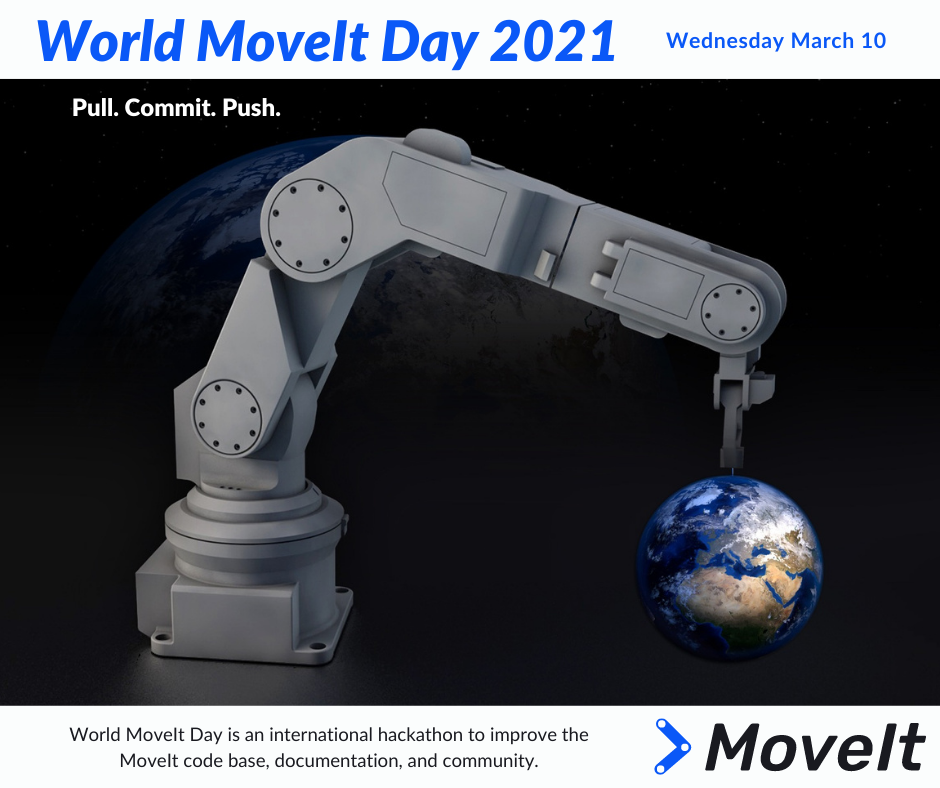 World MoveIt Day 2021
Wednesday March 10
Pull. Commit. Push.
World MoveIt Day is an international hackathon to improve the
MoveIt code base, documentation, and community.
MoveIt